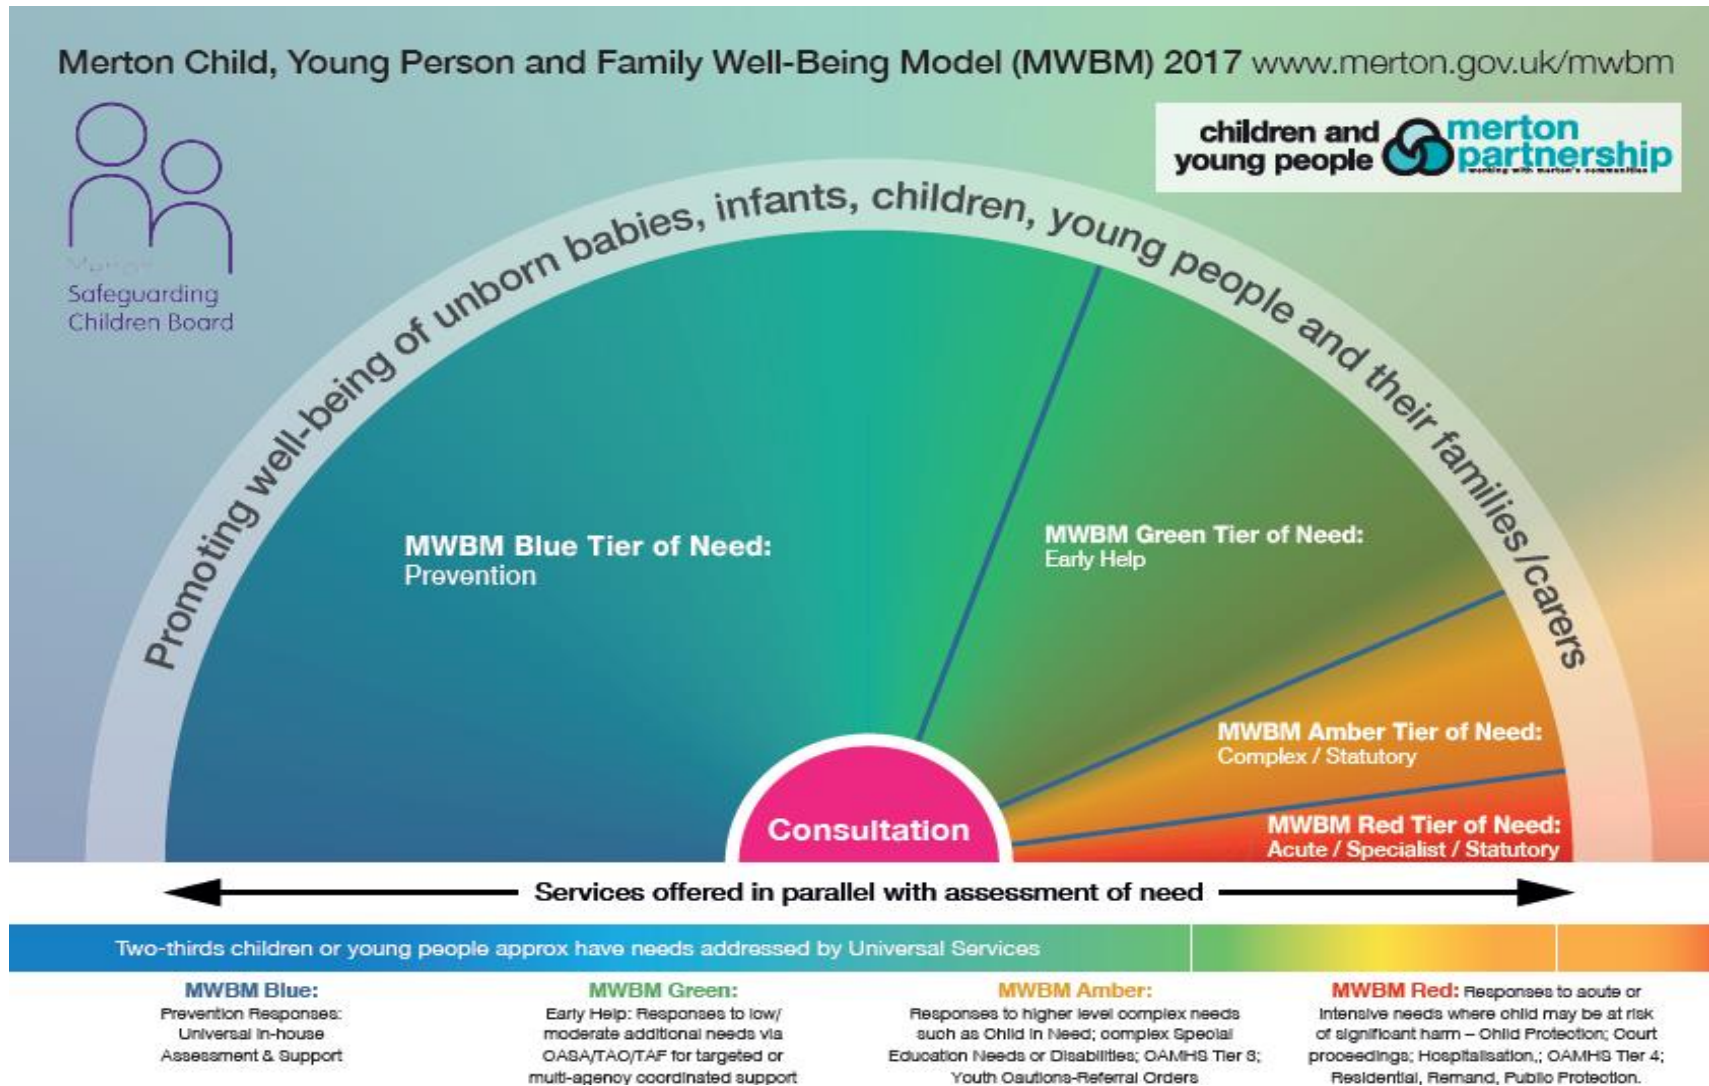 Merton Child, Young Person and Family Well-Being Model (MWBM) 2017 www.merton.gov.uk/mwbm
children and
young people
merton
partnership
working with merton's communities
Merton
Safeguarding
Children Board
Promoting well-being of unborn babies, infants, children, young people and their families/carers
MWBM Blue Tier of Need:
Prevention
MWBM Green Tier of Need:
Early Help
MWBM Amber Tier of Need:
Complex / Statutory
MWBM Red Tier of Need:
Acute / Specialist / Statutory
Consultation
Services offered in parallel with assessment of need
Two-thirds children or young people approx have needs addressed by Universal Services
MWBM Blue:
Prevention Responses:
Universal in-house
Assessment & Support
MWBM Green:
Early Help: Responses to low/
moderate additional needs via
CASA/TAC/TAF for targeted or
multi-agency coordinated support
MWBM Amber:
Responses to higher level complex needs
such as Child in Need; complex Special
Education Needs or Disabilities; CAMHS Tier 3;
Youth Cautions-Referral Orders
MWBM Red: Responses to acute or
intensive needs where child may be at risk
of significant harm – Child Protection; Court
proceedings; Hospitalisation,; CAMHS Tier 4;
Residential, Remand, Public Protection.